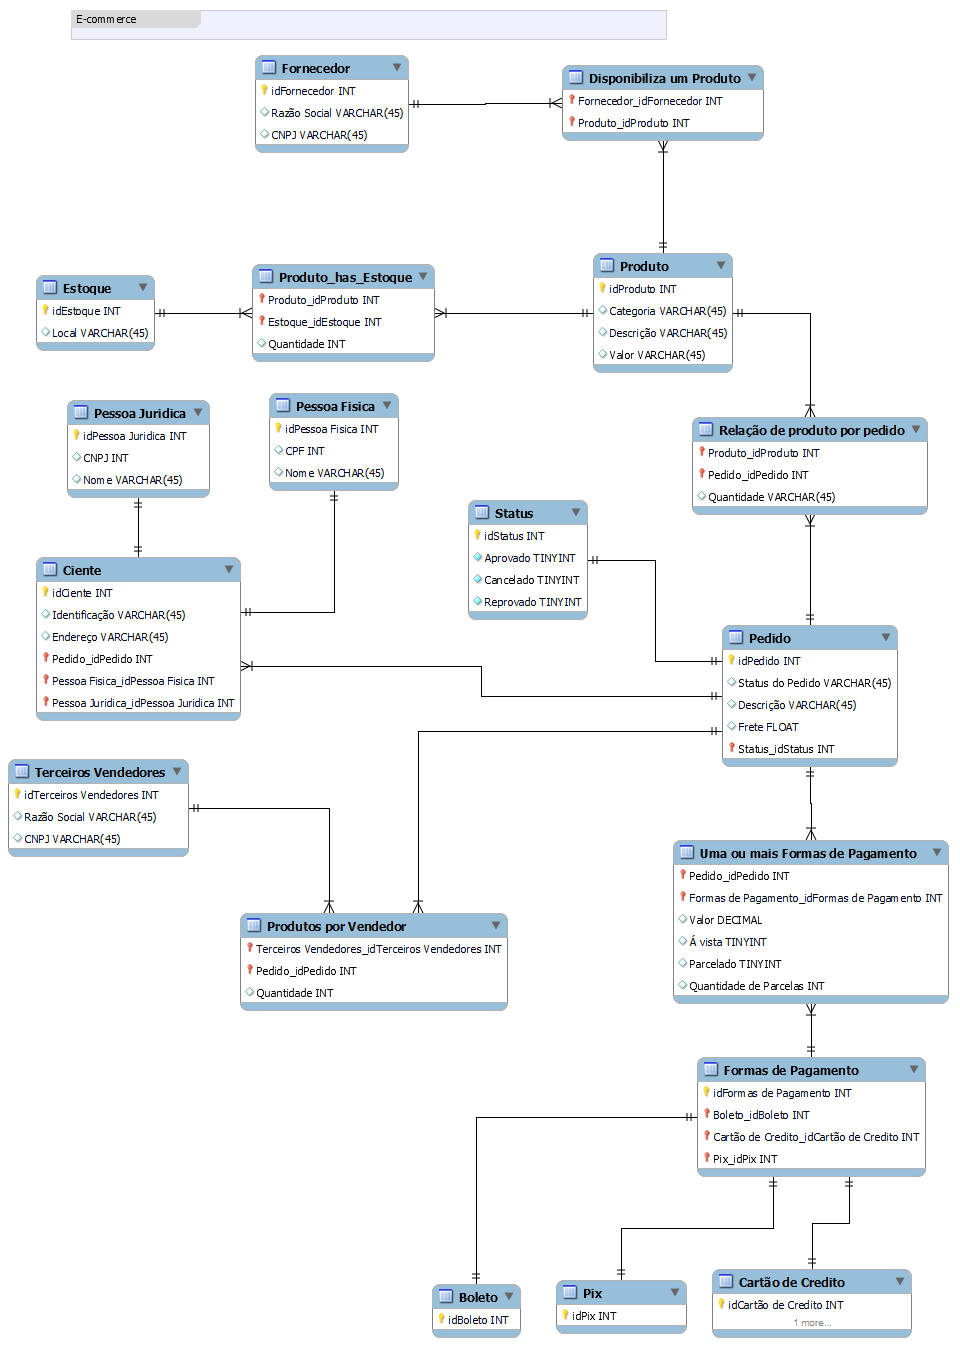 E-commerce
Fornecedor
idFornecedor INT
Razão Social VARCHAR(45)
CNPJ VARCHAR(45)
Disponibiliza um Produto
Fornecedor_idFornecedor INT
Produto_idProduto INT
Estoque
idEstoque INT
Local VARCHAR(45)
Produto_has_Estoque
Produto_idProduto INT
Estoque_idEstoque INT
Quantidade INT
Produto
idProduto INT
Categoria VARCHAR(45)
Descrição VARCHAR(45)
Valor VARCHAR(45)
Pessoa Juridica
idPessoa Juridica INT
CNPJ INT
Nome VARCHAR(45)
Pessoa Fisica
idPessoa Fisica INT
CPF INT
Nome VARCHAR(45)
Relação de produto por pedido
Produto_idProduto INT
Pedido_idPedido INT
Quantidade VARCHAR(45)
Status
idStatus INT
Aprovado TINYINT
Cancelado TINYINT
Reprovado TINYINT
Ciente
idCiente INT
Identificação VARCHAR(45)
Endereço VARCHAR(45)
Pedido_idPedido INT
Pessoa Fisica_idPessoa Fisica INT
Pessoa Juridica_idPessoa Juridica INT
Pedido
idPedido INT
Status do Pedido VARCHAR(45)
Descrição VARCHAR(45)
Frete FLOAT
Status_idStatus INT
Terceiros Vendedores
idTerceiros Vendedores INT
Razão Social VARCHAR(45)
CNPJ VARCHAR(45)
Produtos por Vendedor
Terceiros Vendedores_idTerceiros Vendedores INT
Pedido_idPedido INT
Quantidade INT
Uma ou mais Formas de Pagamento
Pedido_idPedido INT
Formas de Pagamento_idFormas de Pagamento INT
Valor DECIMAL
Á vista TINYINT
Parcelado TINYINT
Quantidade de Parcelas INT
Formas de Pagamento
idFormas de Pagamento INT
Boleto_idBoleto INT
Cartão de Credito_idCartão de Credito INT
Pix_idPix INT
Boleto
idBoleto INT
Pix
idPix INT
Cartão de Credito
idCartão de Credito INT
1 more...